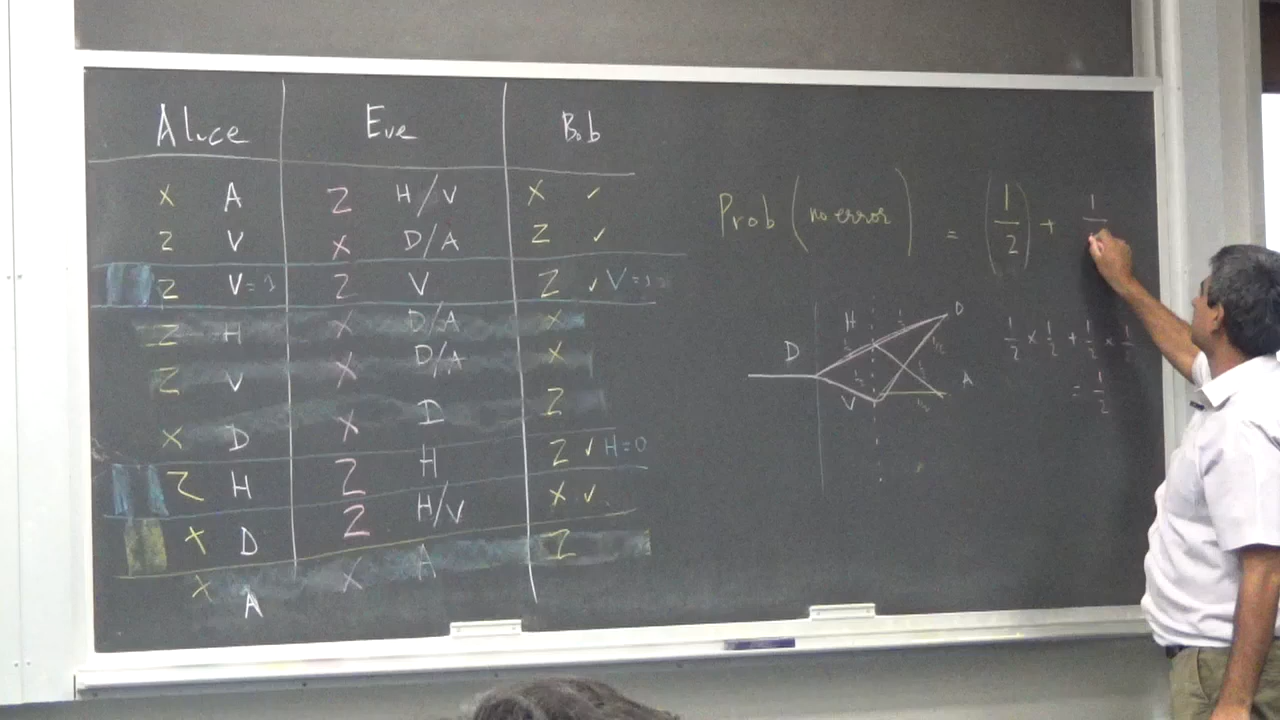 Alice Eve Bob
X A Z H/V X ✓
Z V X D/A Z ✓
Z V=1 Z V Z ✓ V=1
Z H X D/A X
Z V X D/A X
X D X D Z
Z H Z H Z ✓ H=0
X D Z H/V X ✓
X A X A Z
Prob (no error) = (1/2) + 1
D H V D A
1/2 × 1/2 + 1/2 × 1/2
= 1/2